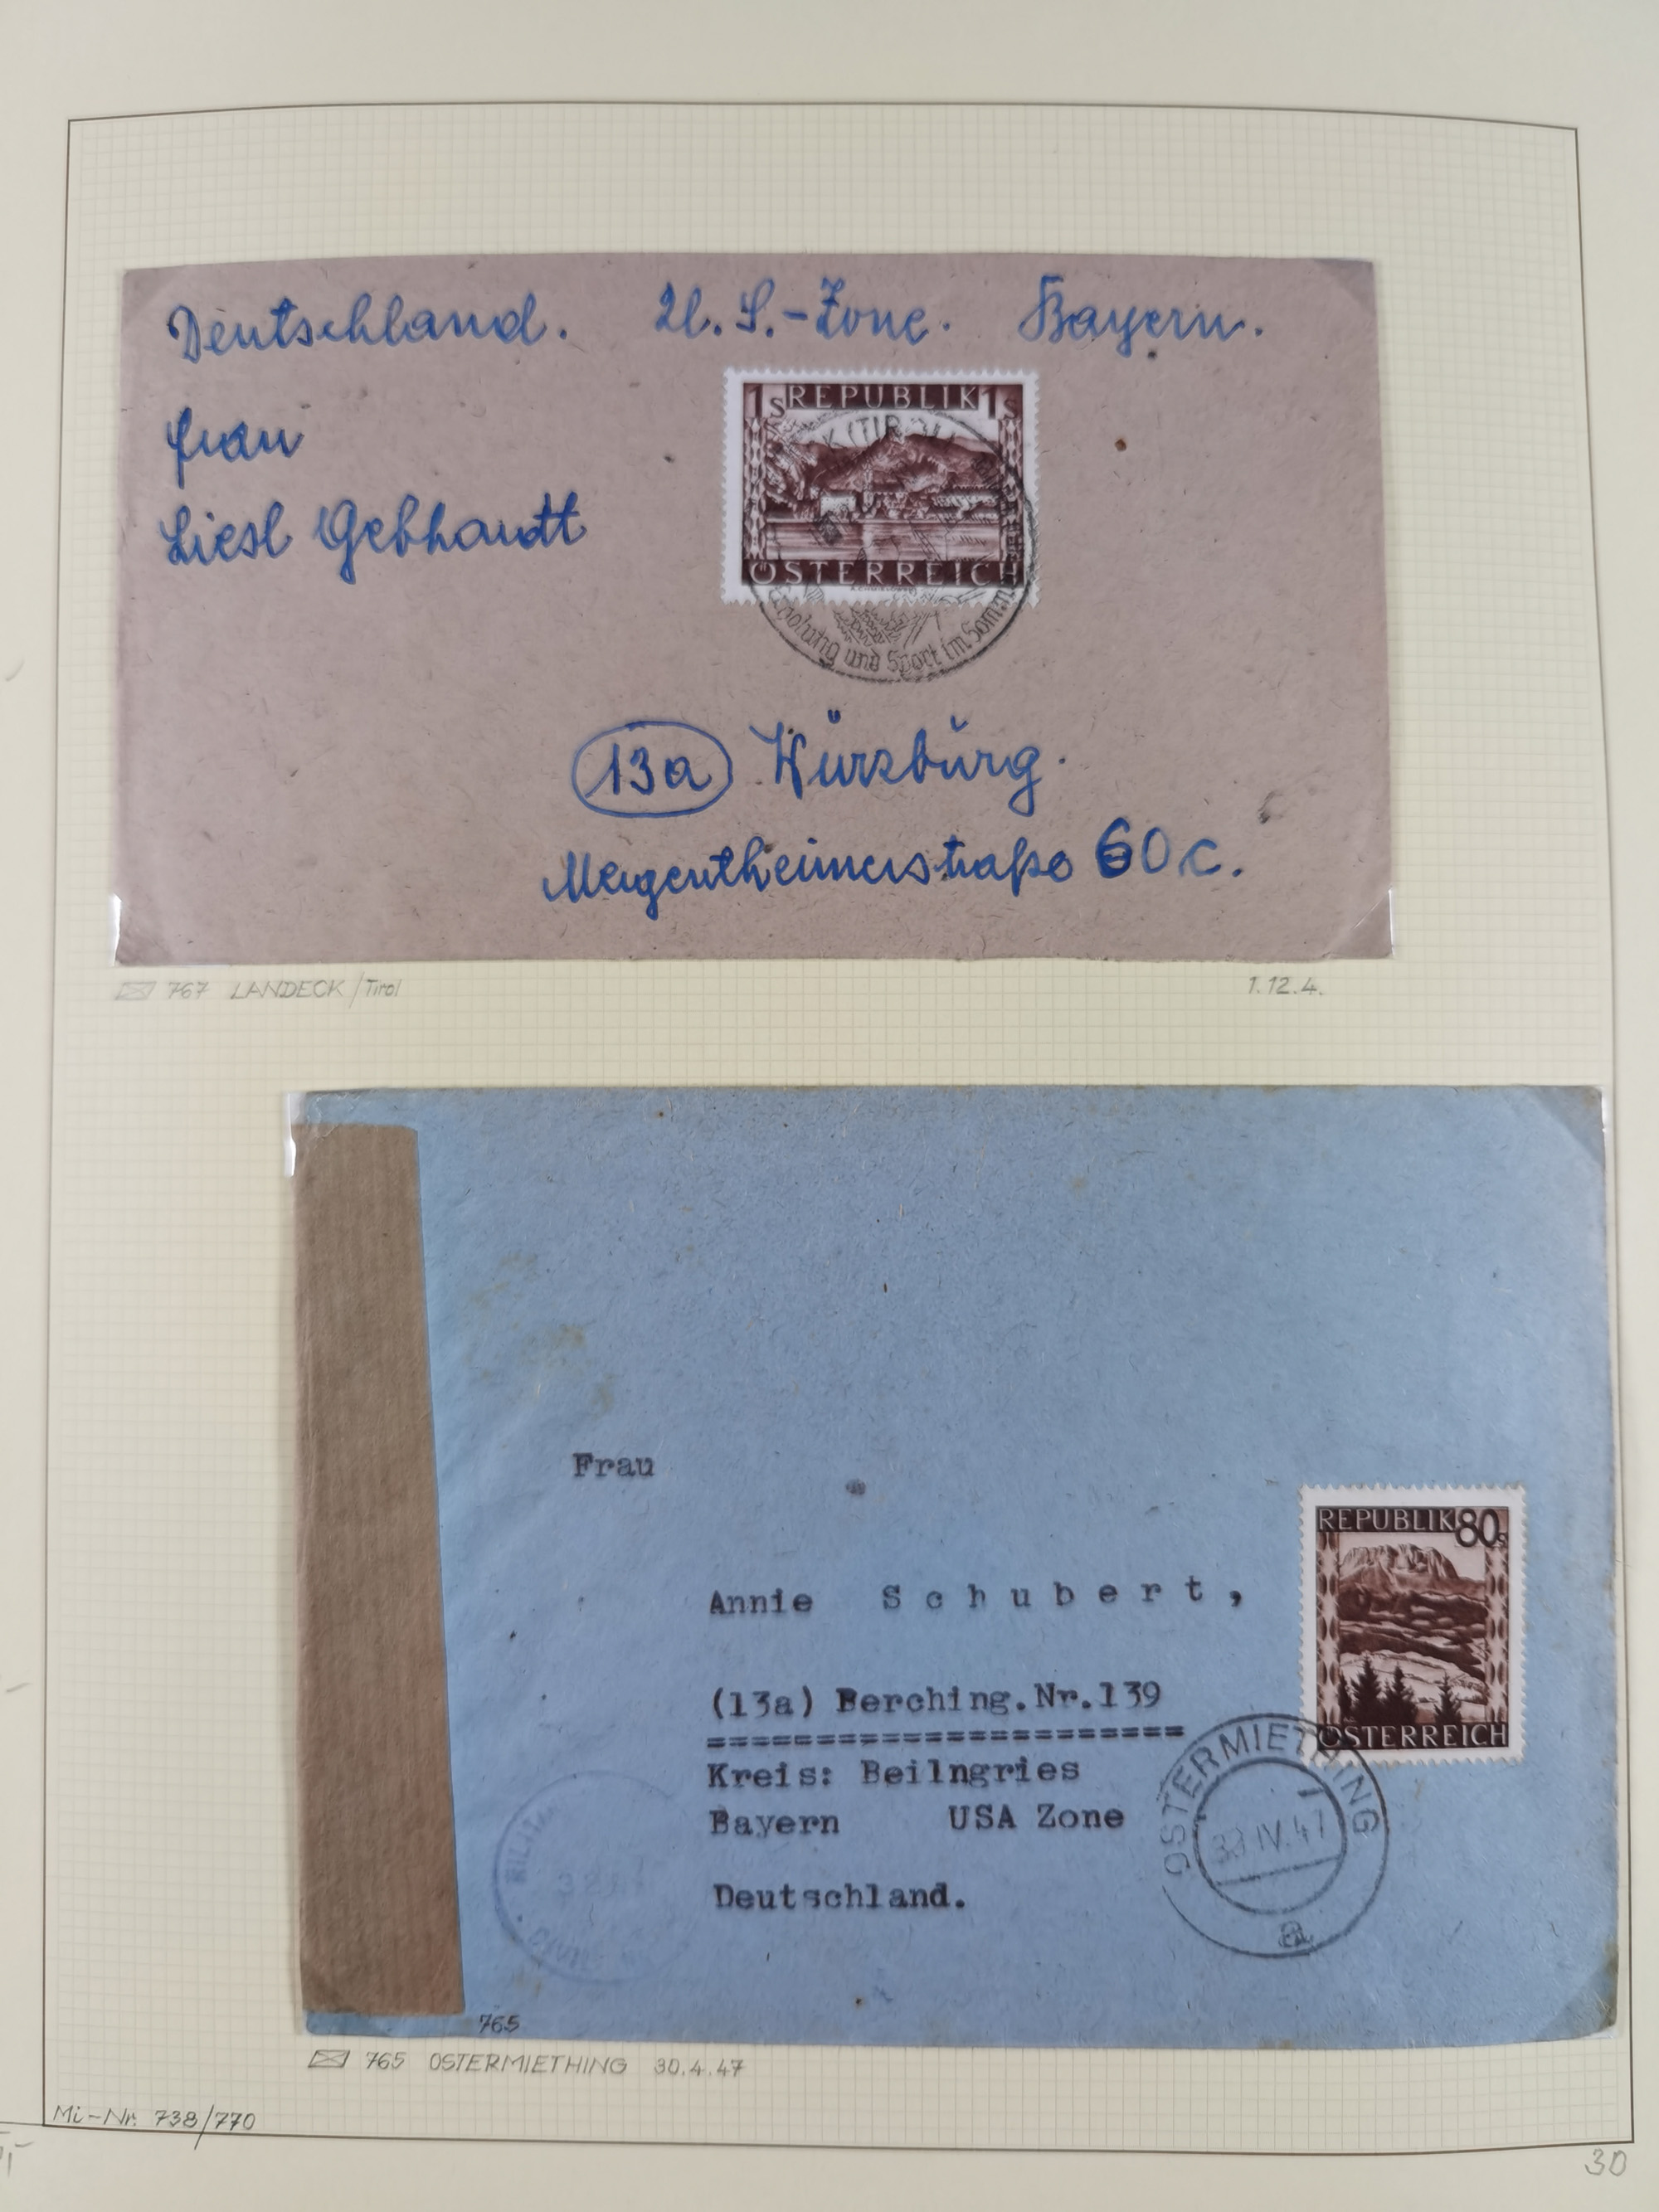 Deutschland. U.S.-Zone. Bayern.
Frau
Liesl Gebhardt
1s REPUBLIK 1s
ÖSTERREICH
K (TIROL)
Erholung und Sport im Sommer
13a Würzburg.
Mergentheimerstraße 60c.
767 LANDECK/Tirol 1.12.4.
Frau
REPUBLIK 80
Annie Schubert,
(13a) Berching.Nr.139
=======================
ÖSTERREICH
Kreis: Beilngries
Bayern USA Zone
Deutschland.
OSTERMIETHING
30.IV.47
a
765
765 OSTERMIETHING 30.4.47
Mi-Nr. 738/770
30